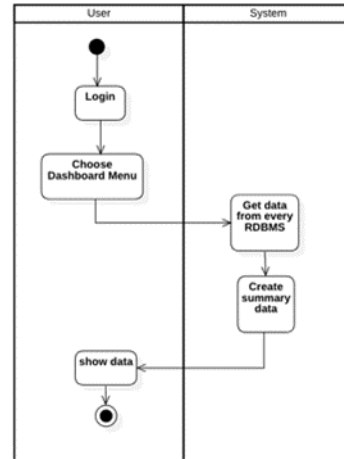 User
System
Login
Choose
Dashboard Menu
Get data
from every
RDBMS
Create
summary
data
show data